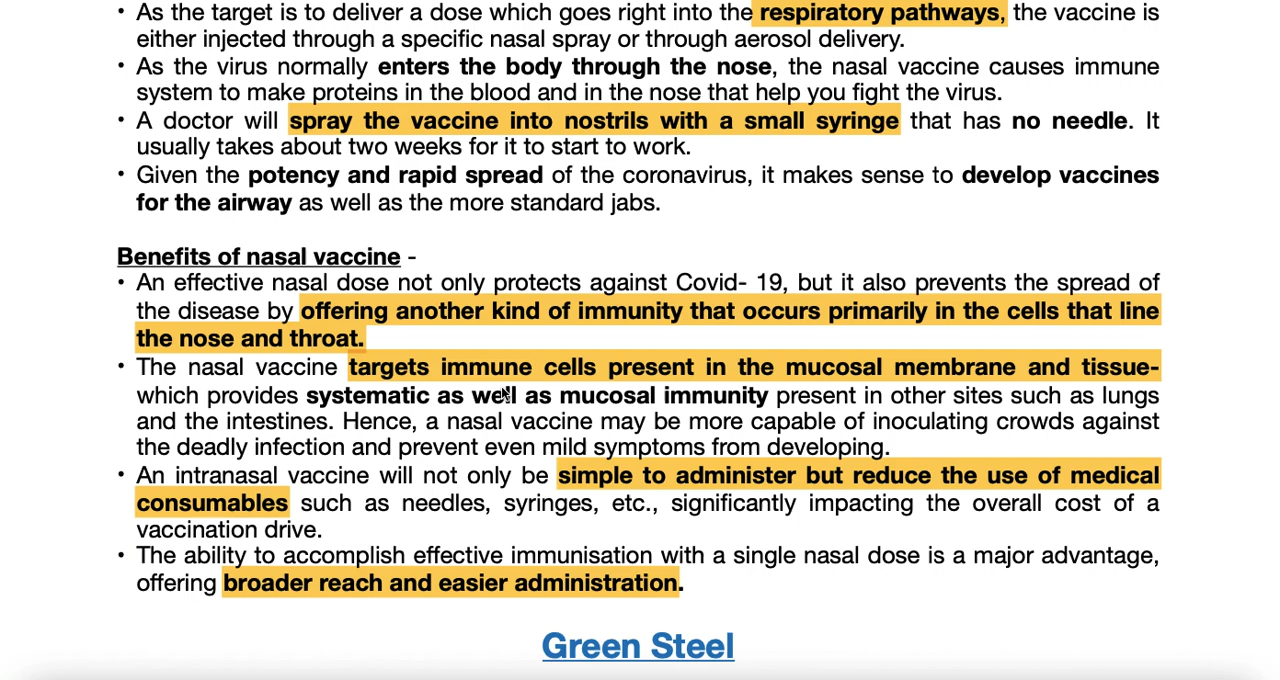 • As the target is to deliver a dose which goes right into the respiratory pathways, the vaccine is
either injected through a specific nasal spray or through aerosol delivery.
• As the virus normally enters the body through the nose, the nasal vaccine causes immune
system to make proteins in the blood and in the nose that help you fight the virus.
• A doctor will spray the vaccine into nostrils with a small syringe that has no needle. It
usually takes about two weeks for it to start to work.
• Given the potency and rapid spread of the coronavirus, it makes sense to develop vaccines
for the airway as well as the more standard jabs.
Benefits of nasal vaccine -
• An effective nasal dose not only protects against Covid- 19, but it also prevents the spread of
the disease by offering another kind of immunity that occurs primarily in the cells that line
the nose and throat.
• The nasal vaccine targets immune cells present in the mucosal membrane and tissue-
which provides systematic as well as mucosal immunity present in other sites such as lungs
and the intestines. Hence, a nasal vaccine may be more capable of inoculating crowds against
the deadly infection and prevent even mild symptoms from developing.
• An intranasal vaccine will not only be simple to administer but reduce the use of medical
consumables such as needles, syringes, etc., significantly impacting the overall cost of a
vaccination drive.
• The ability to accomplish effective immunisation with a single nasal dose is a major advantage,
offering broader reach and easier administration.
Green Steel